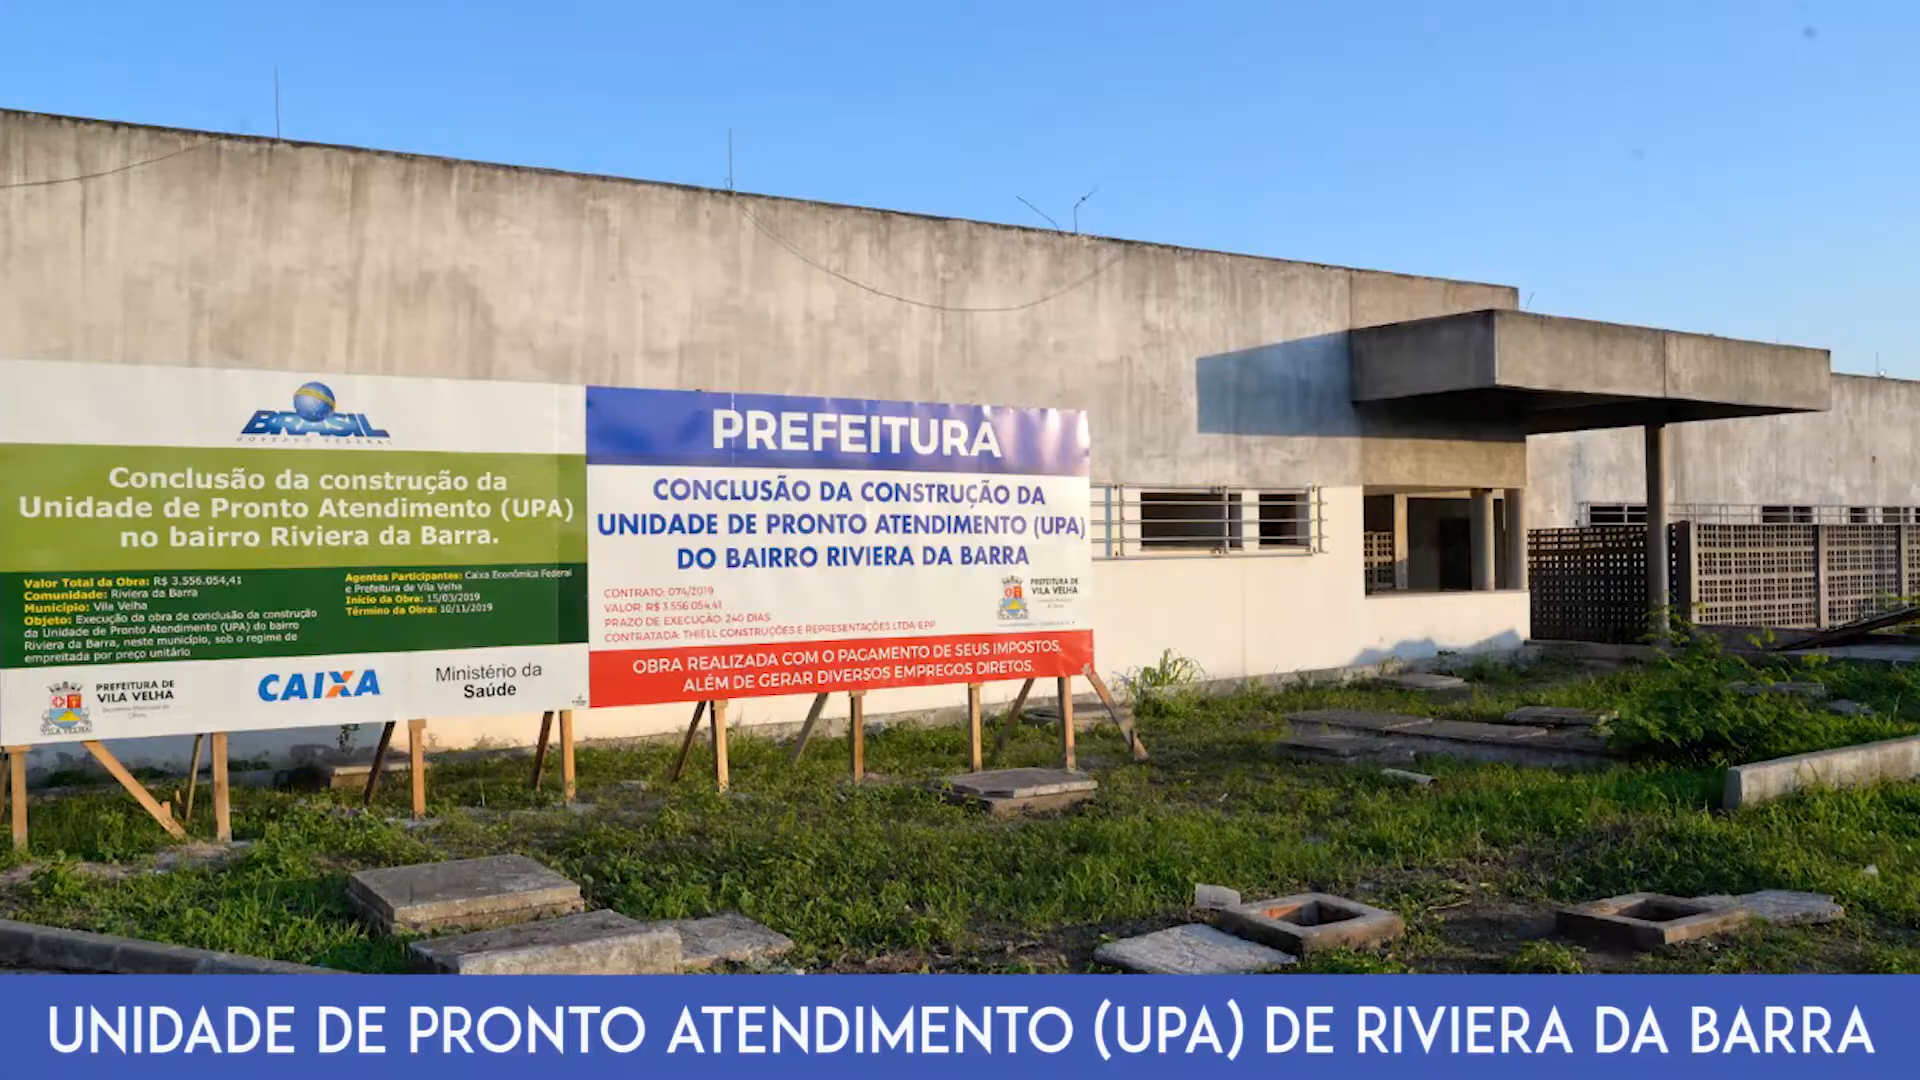 BRASIL
GOVERNO FEDERAL
Conclusão da construção da
Unidade de Pronto Atendimento (UPA)
no bairro Riviera da Barra.
Valor Total da Obra: R$ 3.556.054,41
Comunidade: Riviera da Barra
Município: Vila Velha
Objeto: Execução da obra de conclusão da construção
da Unidade de Pronto Atendimento (UPA) do bairro
Riviera da Barra, neste município, sob o regime de
empreitada por preço unitário
Agentes Participantes: Caixa Econômica Federal
e Prefeitura de Vila Velha
Início da Obra: 15/03/2019
Término da Obra: 10/11/2019
PREFEITURA DE
VILA VELHA
VILA VELHA
CAIXA
Ministério da
Saúde
PREFEITURA
CONCLUSÃO DA CONSTRUÇÃO DA
UNIDADE DE PRONTO ATENDIMENTO (UPA)
DO BAIRRO RIVIERA DA BARRA
CONTRATO: 074/2019
VALOR: R$ 3.556.054,41
PRAZO DE EXECUÇÃO: 240 DIAS
CONTRATADA: THIELL CONSTRUÇÕES E REPRESENTAÇÕES LTDA-EPP
PREFEITURA DE
VILA VELHA
OBRA REALIZADA COM O PAGAMENTO DE SEUS IMPOSTOS,
ALÉM DE GERAR DIVERSOS EMPREGOS DIRETOS.
UNIDADE DE PRONTO ATENDIMENTO (UPA) DE RIVIERA DA BARRA